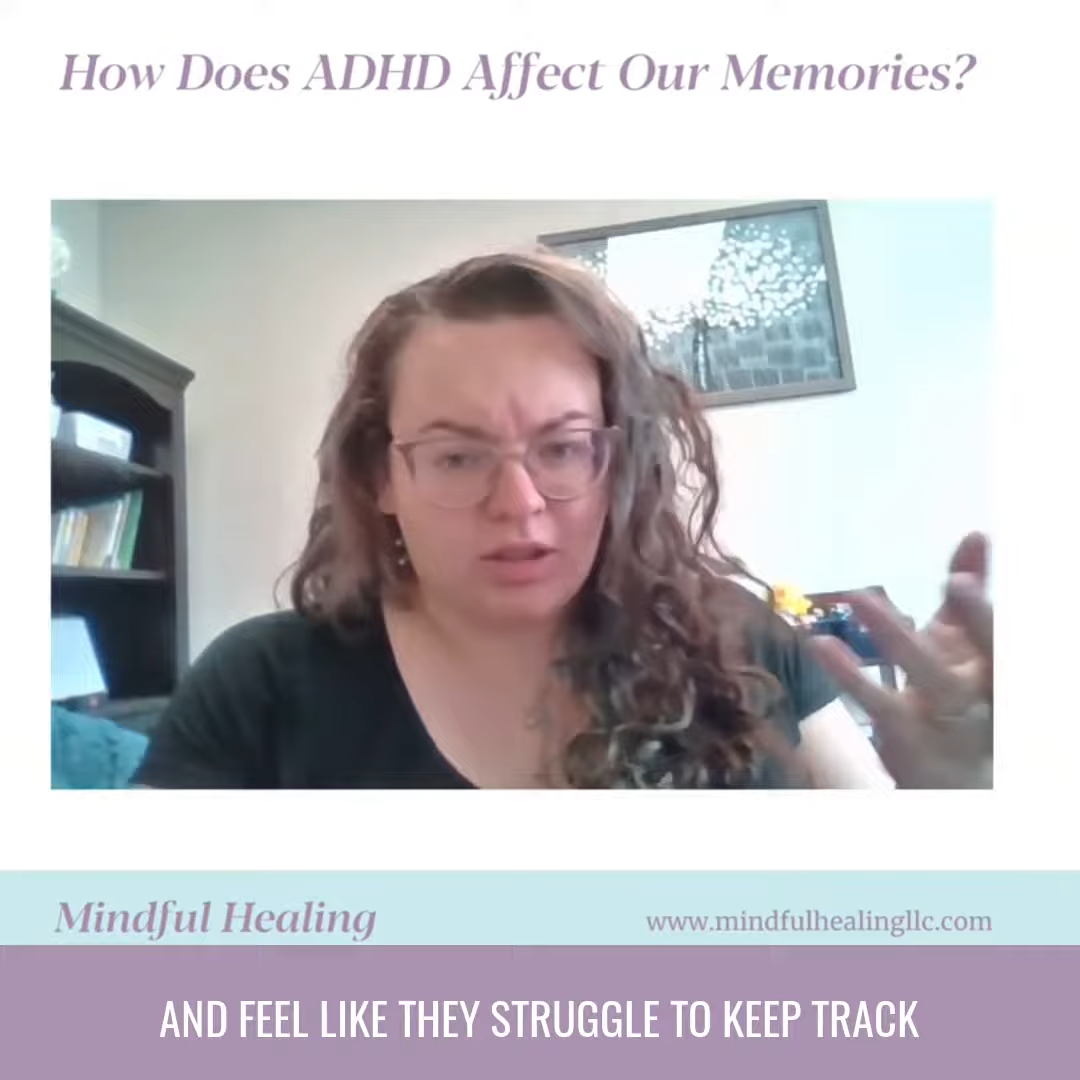 How Does ADHD Affect Our Memories?
Mindful Healing
www.mindfulhealingllc.com
AND FEEL LIKE THEY STRUGGLE TO KEEP TRACK